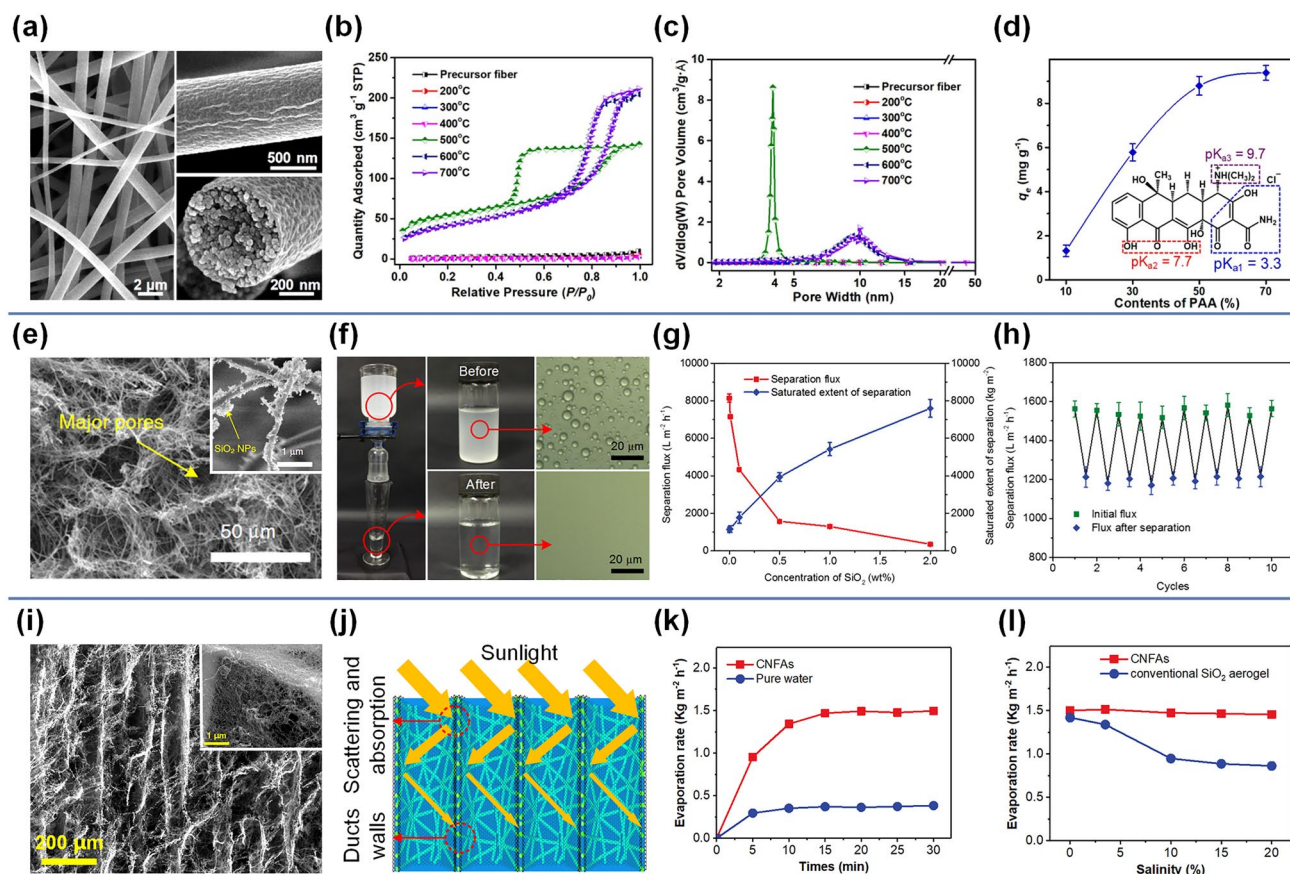 (a)
2 μm
500 nm
200 nm
(b)
Quantity Adsorbed (cm³ g⁻¹ STP)
250
200
150
100
50
0
Precursor fiber
200°C
300°C
400°C
500°C
600°C
700°C
0.0 0.2 0.4 0.6 0.8 1.0
Relative Pressure (P/P₀)
(c)
dV/dlog(W) Pore Volume (cm³/g·Å)
10
8
6
4
2
0
Precursor fiber
200°C
300°C
400°C
500°C
600°C
700°C
2 4 6 8 10 15 20 50
Pore Width (nm)
(d)
qe (mg g⁻¹)
9
6
3
0
pKa3 = 9.7
CH₃
HO
H
H
NH(CH₃)₂
Cl⁻
OH
NH₂
OH
O
OH
HO
O
O
pKa2 = 7.7
pKa1 = 3.3
10 20 30 40 50 60 70
Contents of PAA (%)
(e)
Major pores
SiO₂ NPs
1 μm
50 μm
(f)
Before
20 μm
After
20 μm
(g)
Separation flux (L m⁻² h⁻¹)
10000
8000
6000
4000
2000
0
Separation flux
Saturated extent of separation
10000
8000
6000
4000
2000
0
Saturated extent of separation (kg m⁻²)
0.0 0.5 1.0 1.5 2.0
Concentration of SiO₂ (wt%)
(h)
Separation flux (L m⁻² h⁻¹)
1800
1600
1400
1200
1000
800
Initial flux
Flux after separation
0 2 4 6 8 10
Cycles
(i)
1 μm
200 μm
(j)
Sunlight
Scattering and
absorption
Ducts
walls
(k)
Evaporation rate (Kg m⁻² h⁻¹)
2.0
1.5
1.0
0.5
0.0
CNFAs
Pure water
0 5 10 15 20 25 30
Times (min)
(l)
Evaporation rate (Kg m⁻² h⁻¹)
2.0
1.5
1.0
0.5
0.0
CNFAs
conventional SiO₂ aerogel
0 5 10 15 20
Salinity (%)